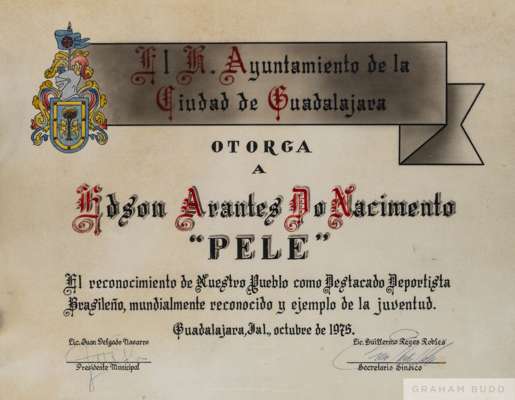 El H. Ayuntamiento de la
Ciudad de Guadalajara
OTORGA
A
Edson Arantes Do Nacimento
"PELE"
El reconocimiento de Nuestro Pueblo como Destacado Deportista
Brasileño, mundialmente reconocido y ejemplo de la juventud.
Guadalajara, Jal., octubre de 1976.
Lic. Juan Delgado Navarro
Lic. Guillermo Reyes Robles
Presidente Municipal
Secretario Síndico
GRAHAM BUDD